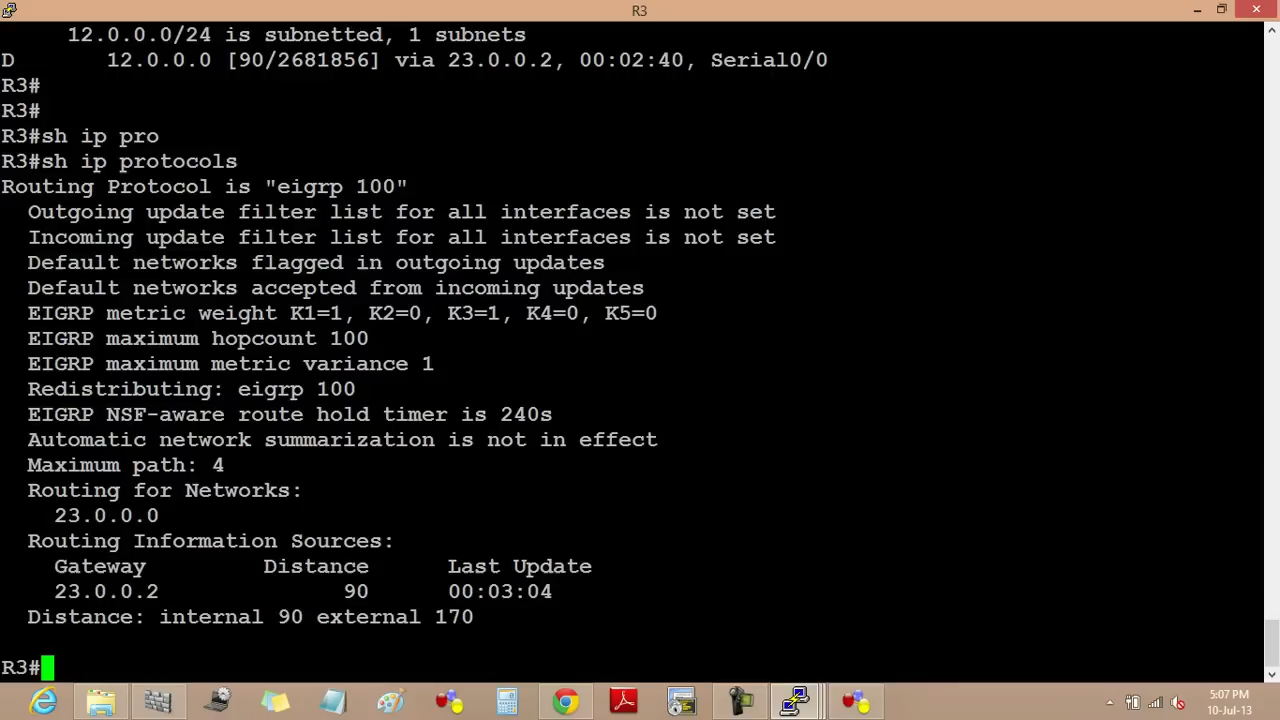 R3
12.0.0.0/24 is subnetted, 1 subnets
D       12.0.0.0 [90/2681856] via 23.0.0.2, 00:02:40, Serial0/0
R3#
R3#
R3#sh ip pro
R3#sh ip protocols
Routing Protocol is "eigrp 100"
Outgoing update filter list for all interfaces is not set
Incoming update filter list for all interfaces is not set
Default networks flagged in outgoing updates
Default networks accepted from incoming updates
EIGRP metric weight K1=1, K2=0, K3=1, K4=0, K5=0
EIGRP maximum hopcount 100
EIGRP maximum metric variance 1
Redistributing: eigrp 100
EIGRP NSF-aware route hold timer is 240s
Automatic network summarization is not in effect
Maximum path: 4
Routing for Networks:
23.0.0.0
Routing Information Sources:
Gateway         Distance      Last Update
23.0.0.2              90      00:03:04
Distance: internal 90 external 170
R3#
5:07 PM
10-Jul-13